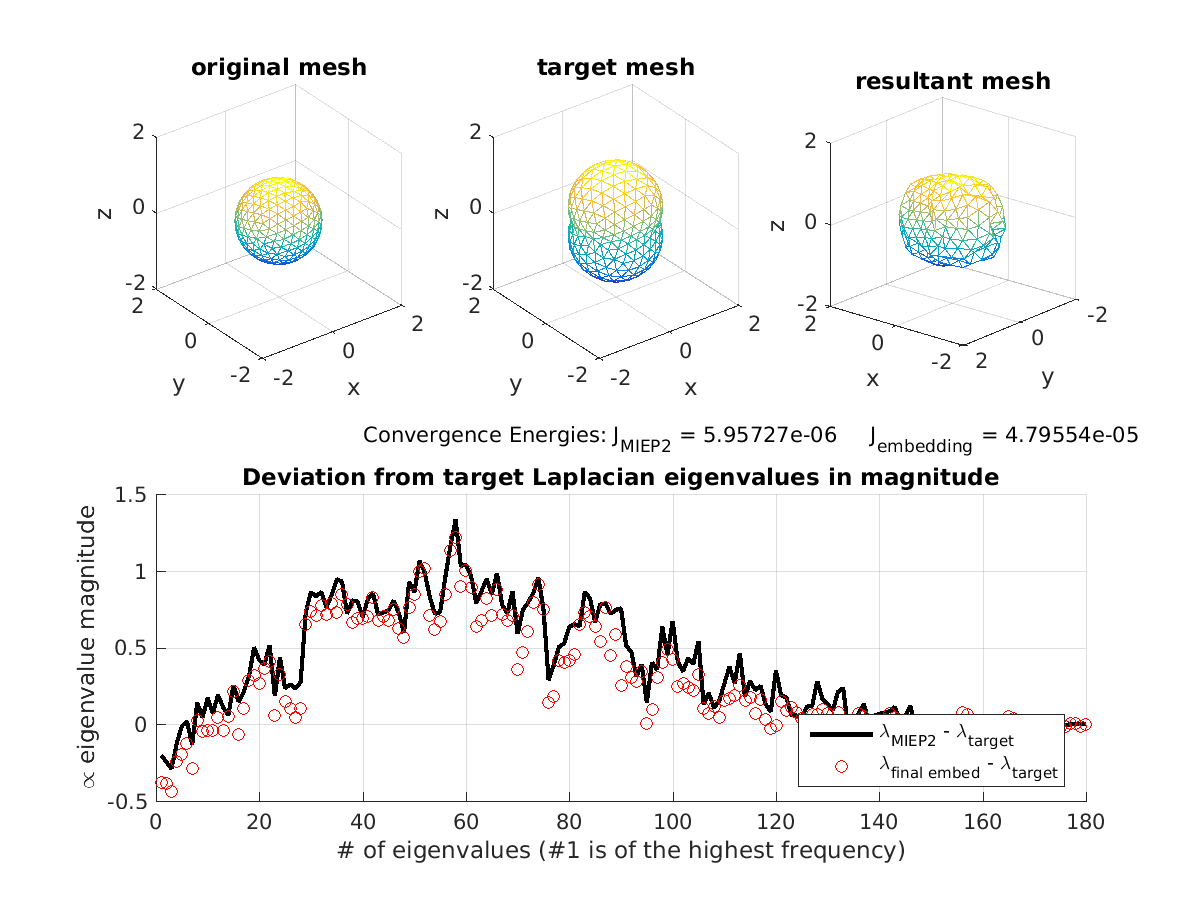 original mesh
target mesh
resultant mesh
2
0
-2
z
2
0
-2
y
-2
0
2
x
2
0
-2
z
2
0
-2
y
-2
0
2
x
2
0
-2
z
2
0
-2
x
2
0
-2
y
Convergence Energies: J_MIEP2 = 5.95727e-06 J_embedding = 4.79554e-05
Deviation from target Laplacian eigenvalues in magnitude
1.5
1
0.5
0
-0.5
∝ eigenvalue magnitude
λ_MIEP2 - λ_target
λ_final embed - λ_target
0 20 40 60 80 100 120 140 160 180
# of eigenvalues (#1 is of the highest frequency)